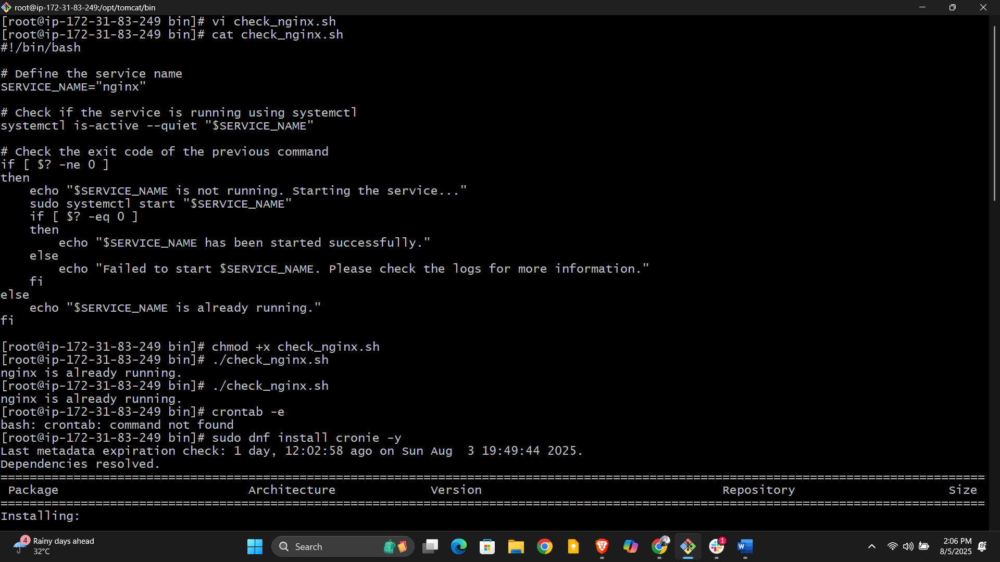 root@ip-172-31-83-249:/opt/tomcat/bin
[root@ip-172-31-83-249 bin]# vi check_nginx.sh
[root@ip-172-31-83-249 bin]# cat check_nginx.sh
#!/bin/bash

# Define the service name
SERVICE_NAME="nginx"

# Check if the service is running using systemctl
systemctl is-active --quiet "$SERVICE_NAME"

# Check the exit code of the previous command
if [ $? -ne 0 ]
then
    echo "$SERVICE_NAME is not running. Starting the service..."
    sudo systemctl start "$SERVICE_NAME"
    if [ $? -eq 0 ]
    then
        echo "$SERVICE_NAME has been started successfully."
    else
        echo "Failed to start $SERVICE_NAME. Please check the logs for more information."
    fi
else
    echo "$SERVICE_NAME is already running."
fi

[root@ip-172-31-83-249 bin]# chmod +x check_nginx.sh
[root@ip-172-31-83-249 bin]# ./check_nginx.sh
nginx is already running.
[root@ip-172-31-83-249 bin]# ./check_nginx.sh
nginx is already running.
[root@ip-172-31-83-249 bin]# crontab -e
bash: crontab: command not found
[root@ip-172-31-83-249 bin]# sudo dnf install cronie -y
Last metadata expiration check: 1 day, 12:02:58 ago on Sun Aug  3 19:49:44 2025.
Dependencies resolved.
================================================================================
 Package    Architecture    Version    Repository    Size
================================================================================
Installing:
4
Rainy days ahead
32°C
Search
1
W
2:06 PM
8/5/2025